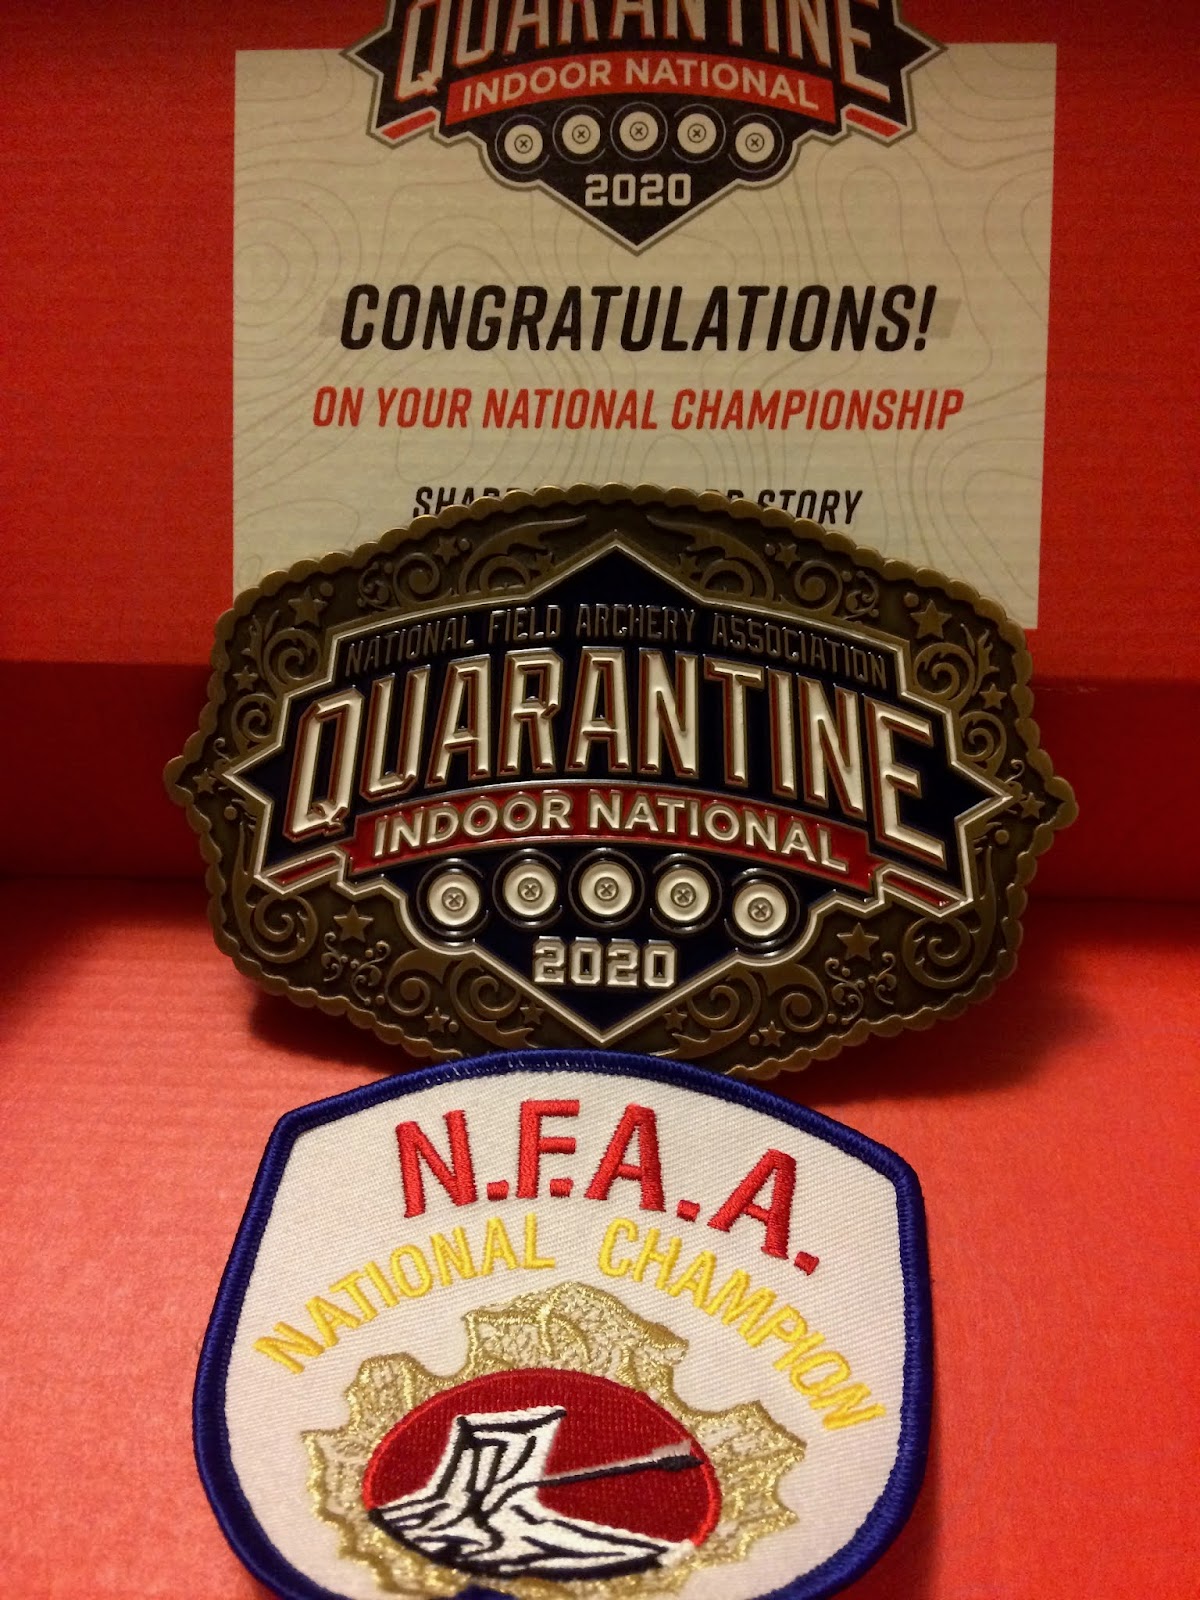 QUARANTINE
INDOOR NATIONAL
2020
CONGRATULATIONS!
ON YOUR NATIONAL CHAMPIONSHIP
STORY
NATIONAL FIELD ARCHERY ASSOCIATION
QUARANTINE
INDOOR NATIONAL
2020
N.F.A.A.
NATIONAL CHAMPION